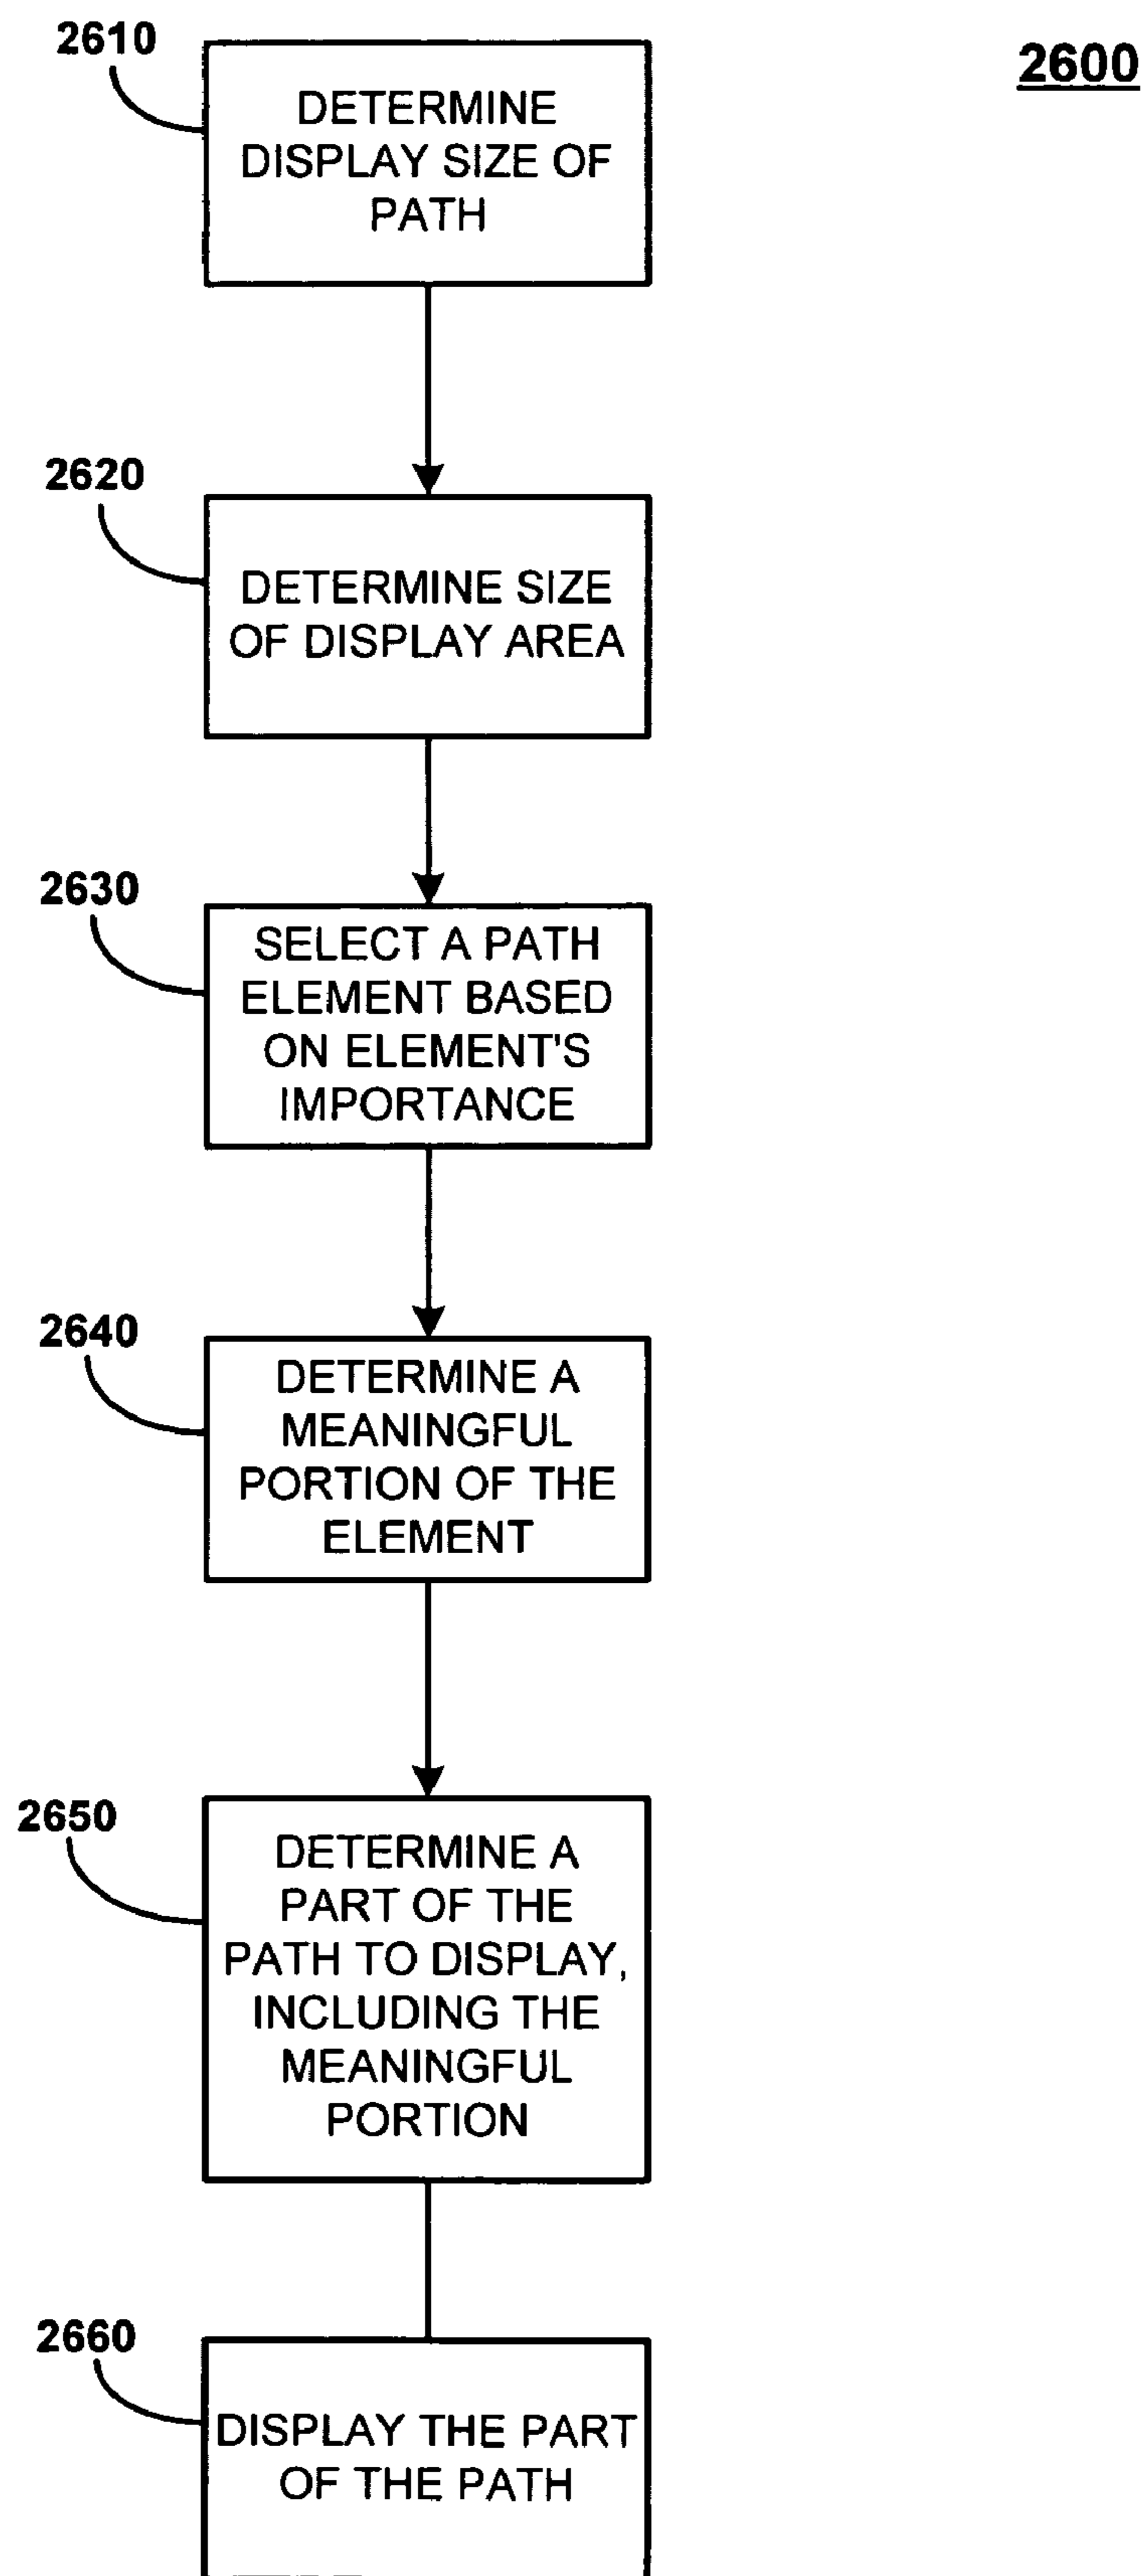 2610
2600
DETERMINE
DISPLAY SIZE OF
PATH
2620
DETERMINE SIZE
OF DISPLAY AREA
2630
SELECT A PATH
ELEMENT BASED
ON ELEMENT'S
IMPORTANCE
2640
DETERMINE A
MEANINGFUL
PORTION OF THE
ELEMENT
2650
DETERMINE A
PART OF THE
PATH TO DISPLAY,
INCLUDING THE
MEANINGFUL
PORTION
2660
DISPLAY THE PART
OF THE PATH